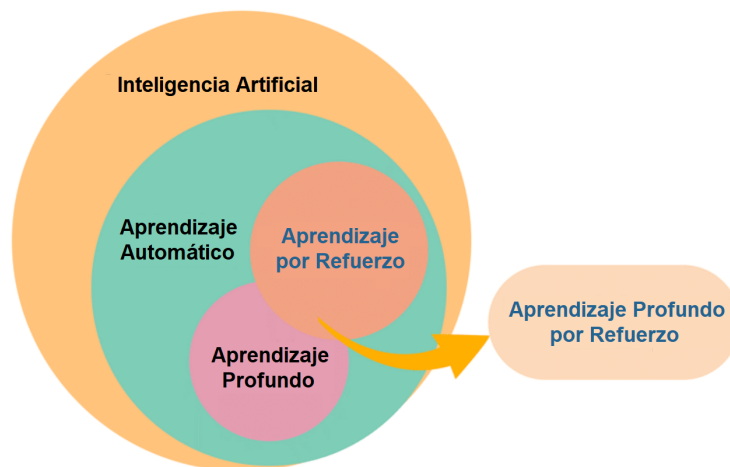 Inteligencia Artificial
Aprendizaje
Automático
Aprendizaje
por Refuerzo
Aprendizaje Profundo
por Refuerzo
Aprendizaje
Profundo